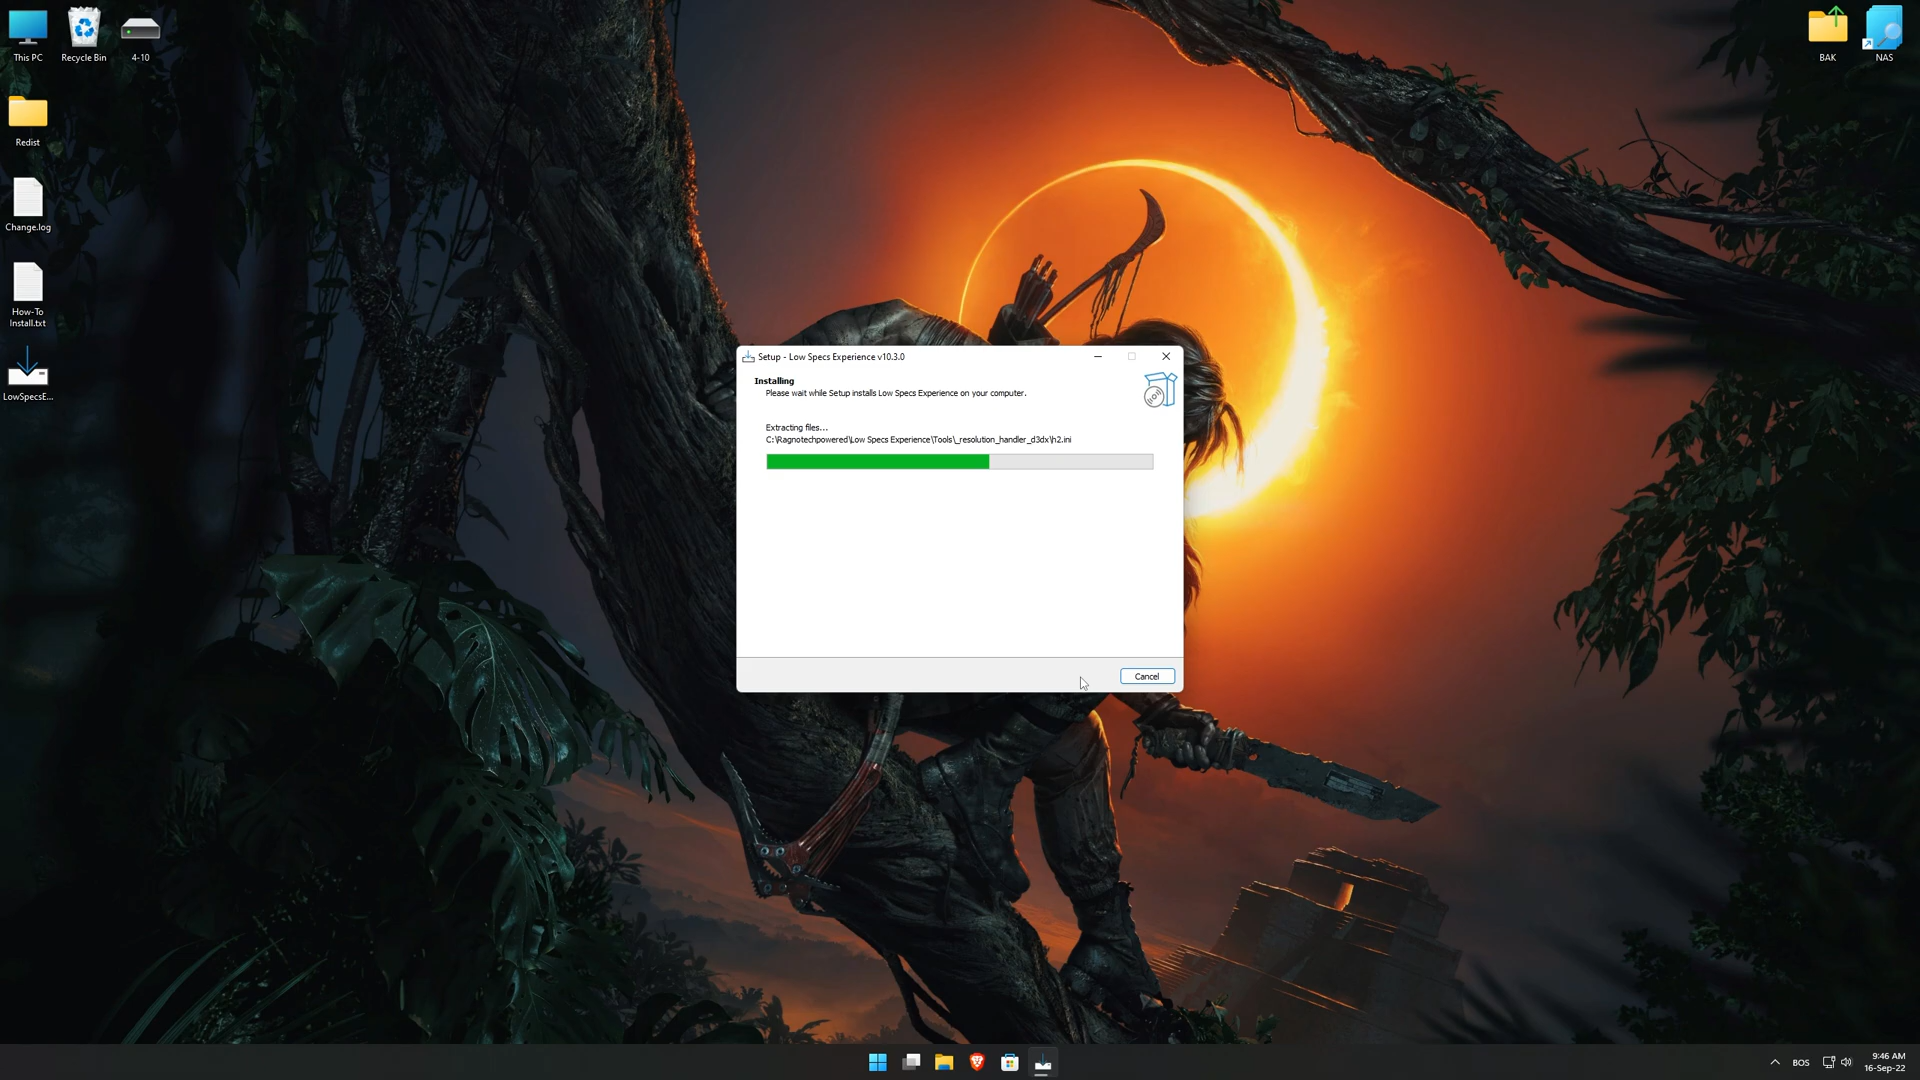 This PC
Recycle Bin
4-10
BAK
NAS
Redist
Change.log
How-To
Install.txt
LowSpecsE...
Setup - Low Specs Experience v10.3.0
Installing
Please wait while Setup installs Low Specs Experience on your computer.
Extracting files...
C:\Ragnotechpowered\Low Specs Experience\Tools\_resolution_handler_d3dx\h2.ini
Cancel
BOS
9:46 AM
16-Sep-22